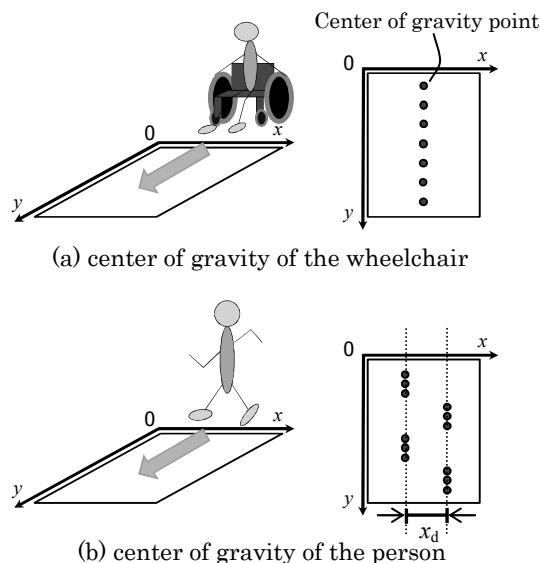 Center of gravity point
0
x
y
0
x
y
(a) center of gravity of the wheelchair
0
x
y
0
x
y
xd
(b) center of gravity of the person